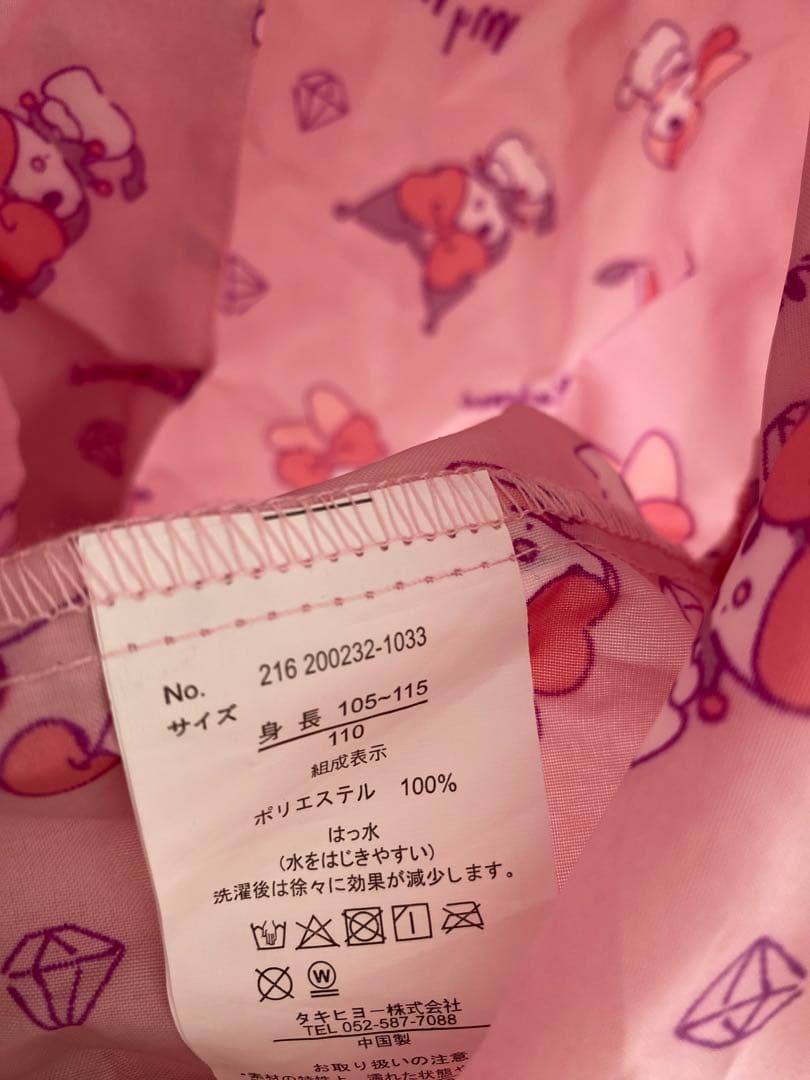 No. 216 200232-1033
サイズ 身長 105~115
110
組成表示
ポリエステル 100%
はっ水
(水をはじきやすい)
洗濯後は徐々に効果が減少します。
W
タキヒヨー株式会社
TEL 052-587-7088
中国製
お取り扱いの注意